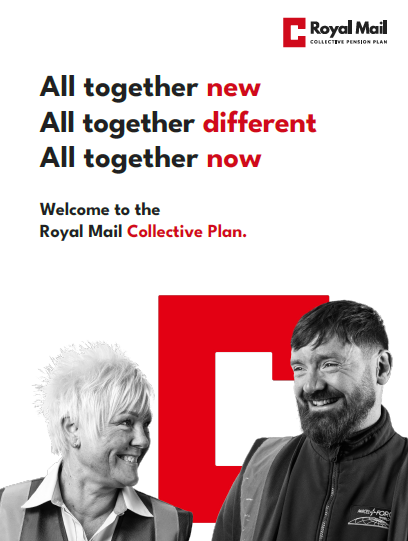 Royal Mail
COLLECTIVE PENSION PLAN
All together new
All together different
All together now
Welcome to the
Royal Mail Collective Plan.